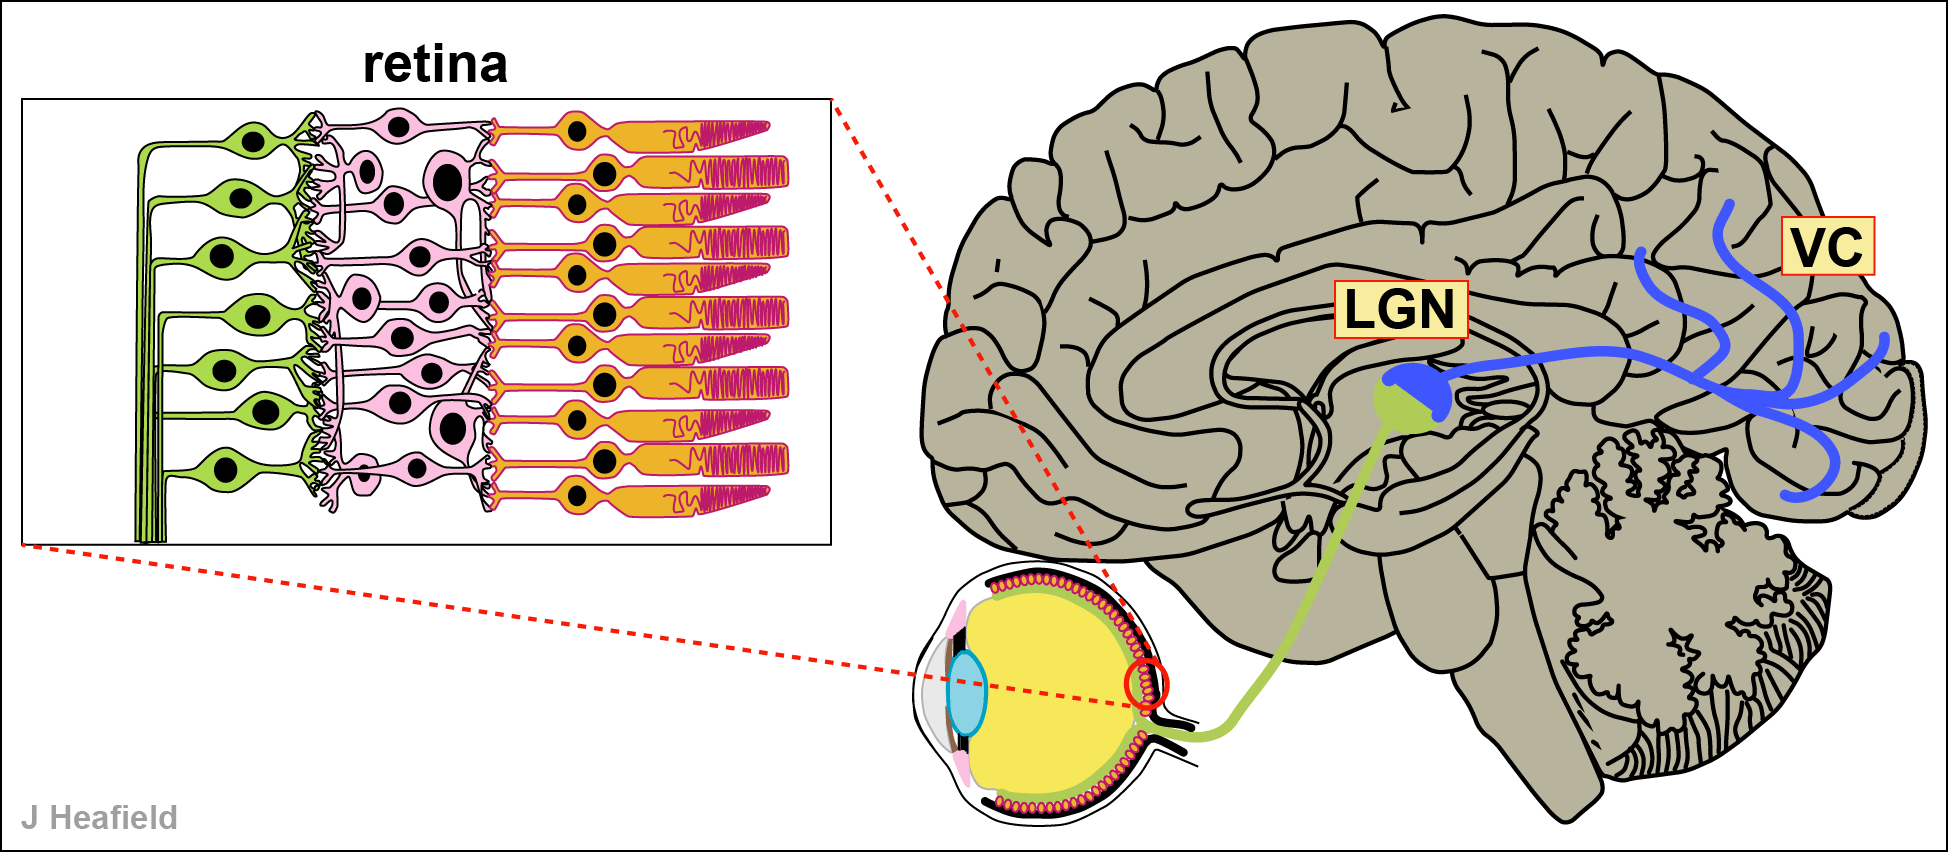 retina
VC
LGN
J Heafield